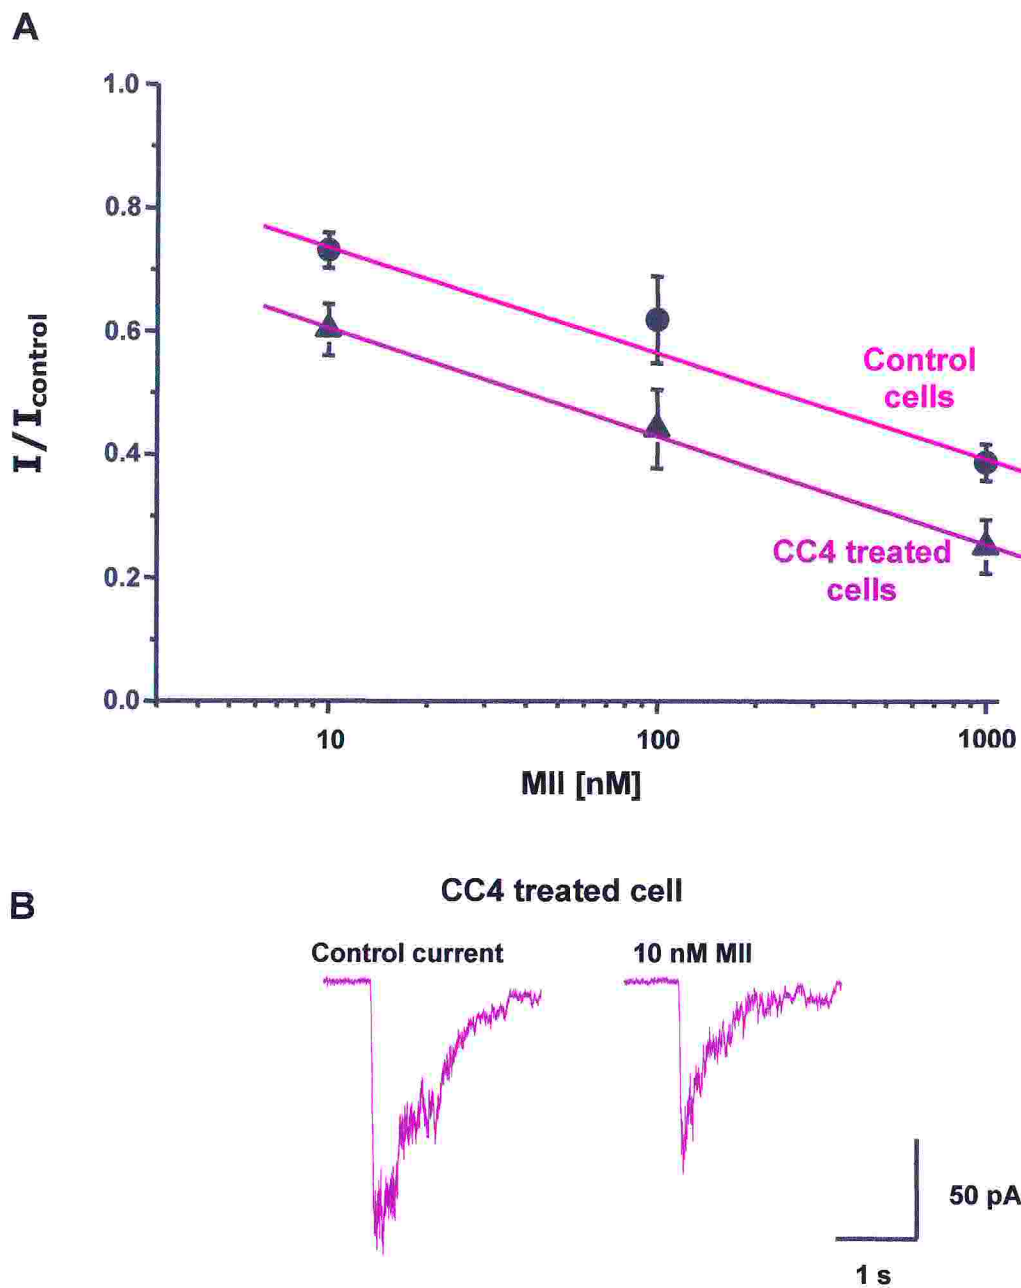 A
1.0
0.8
0.6
0.4
0.2
0.0
I/Icontrol
Control
cells
CC4 treated
cells
10
100
1000
MII [nM]
B
CC4 treated cell
Control current
10 nM MII
50 pA
1 s